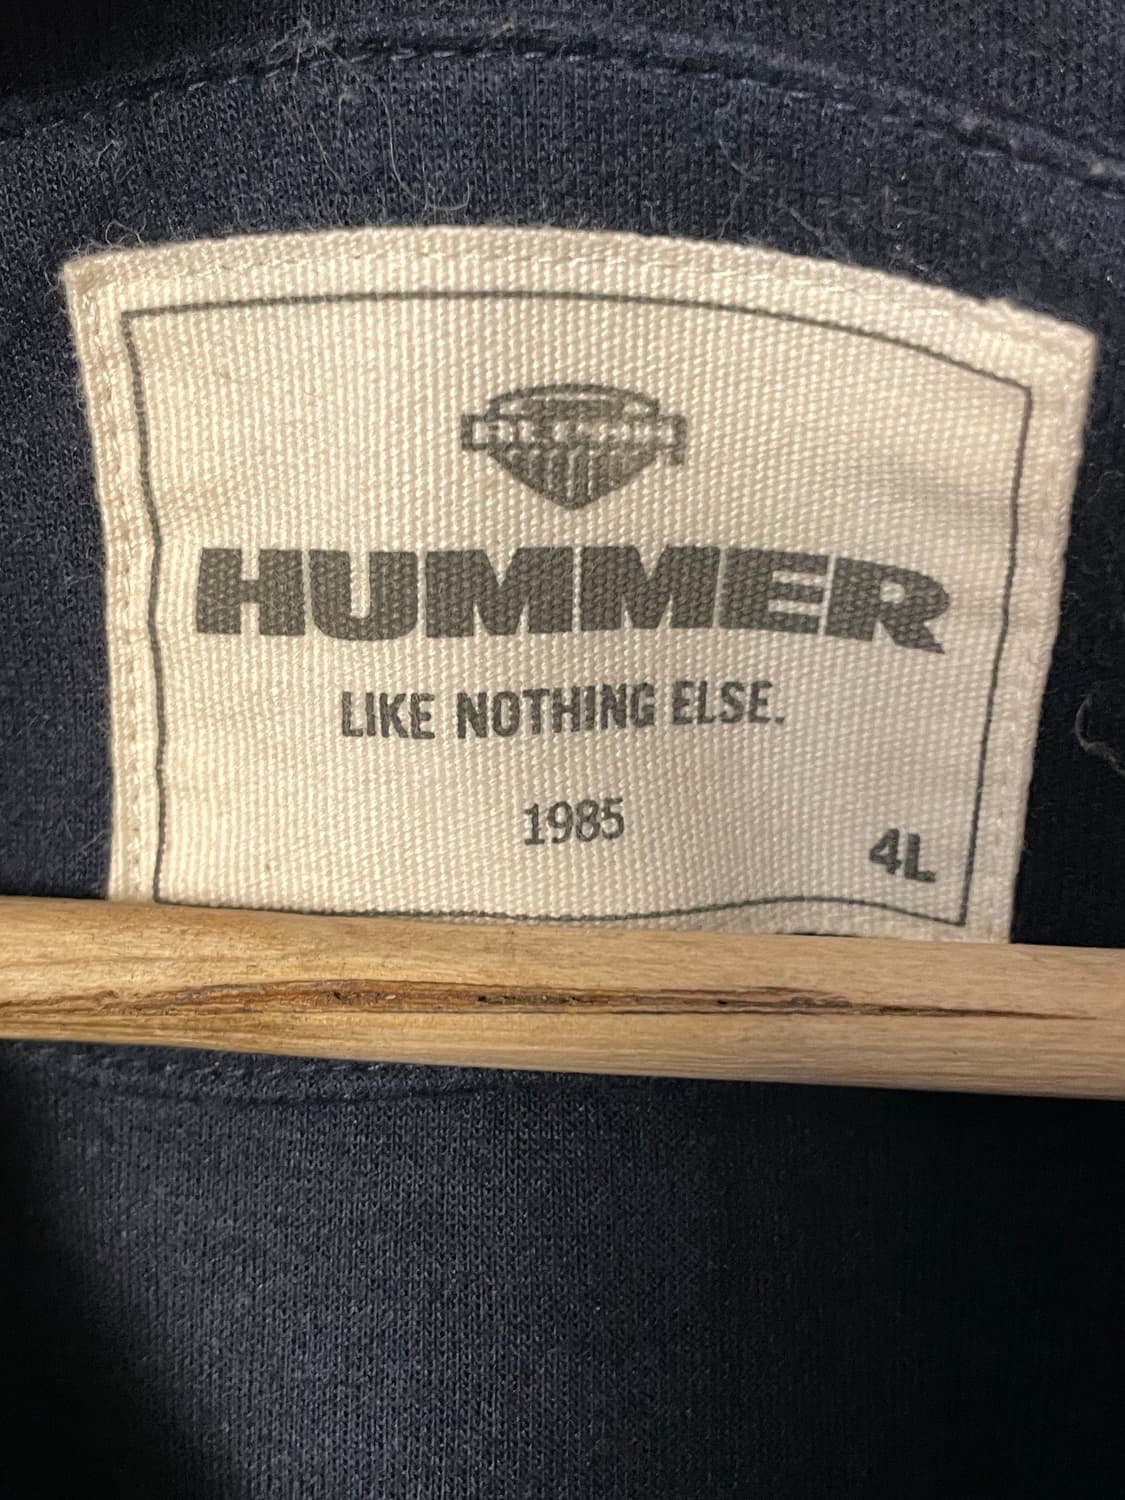 HUMMER
LIKE NOTHING ELSE.
1985
4L